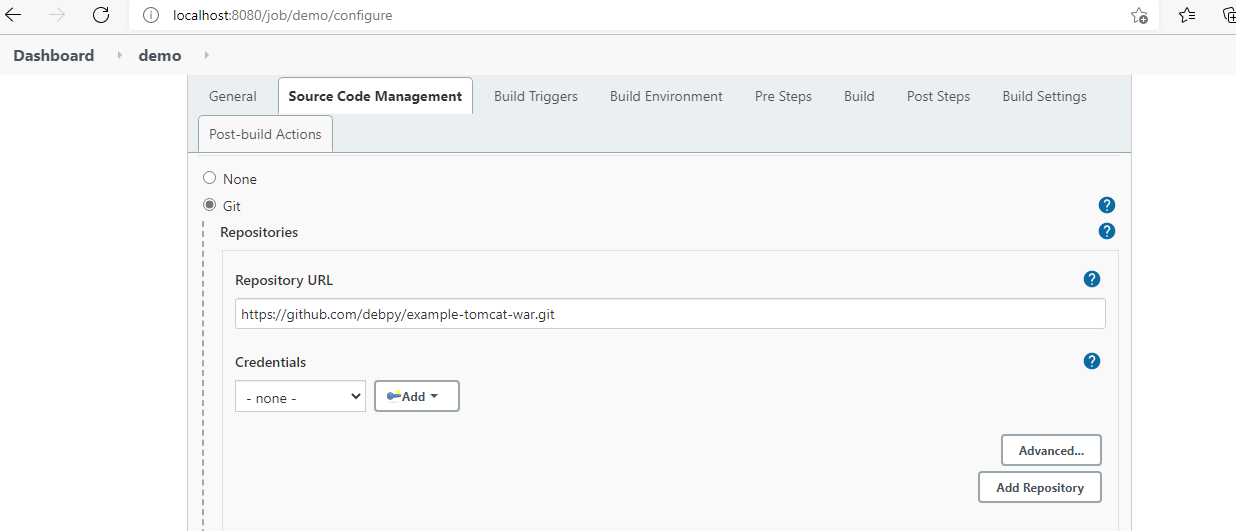 localhost:8080/job/demo/configure
Dashboard demo
General Source Code Management Build Triggers Build Environment Pre Steps Build Post Steps Build Settings
Post-build Actions
None
Git ?
Repositories ?
Repository URL ?
https://github.com/debpy/example-tomcat-war.git
Credentials ?
- none - Add
Advanced...
Add Repository